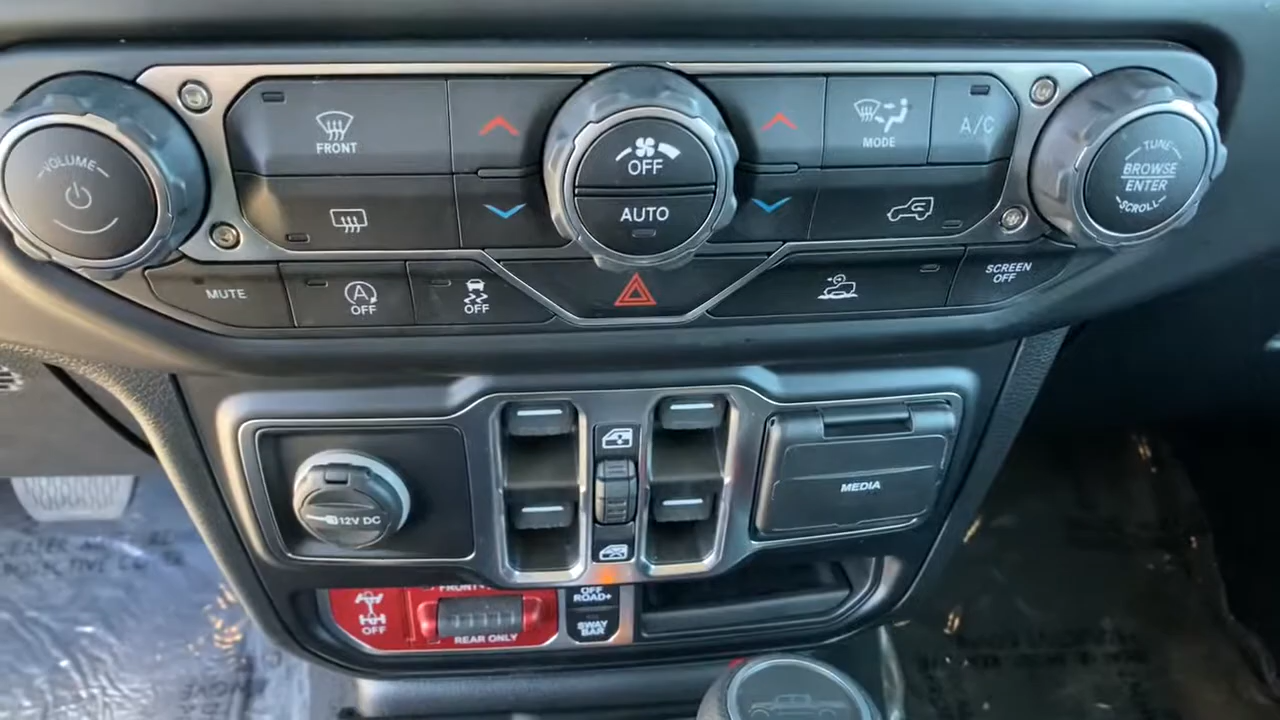 VOLUME
FRONT
OFF
AUTO
MODE
A/C
TUNE
BROWSE
ENTER
SCROLL
MUTE
A
OFF
OFF
SCREEN
OFF
12V DC
MEDIA
OFF
REAR ONLY
OFF
ROAD+
SWAY
BAR